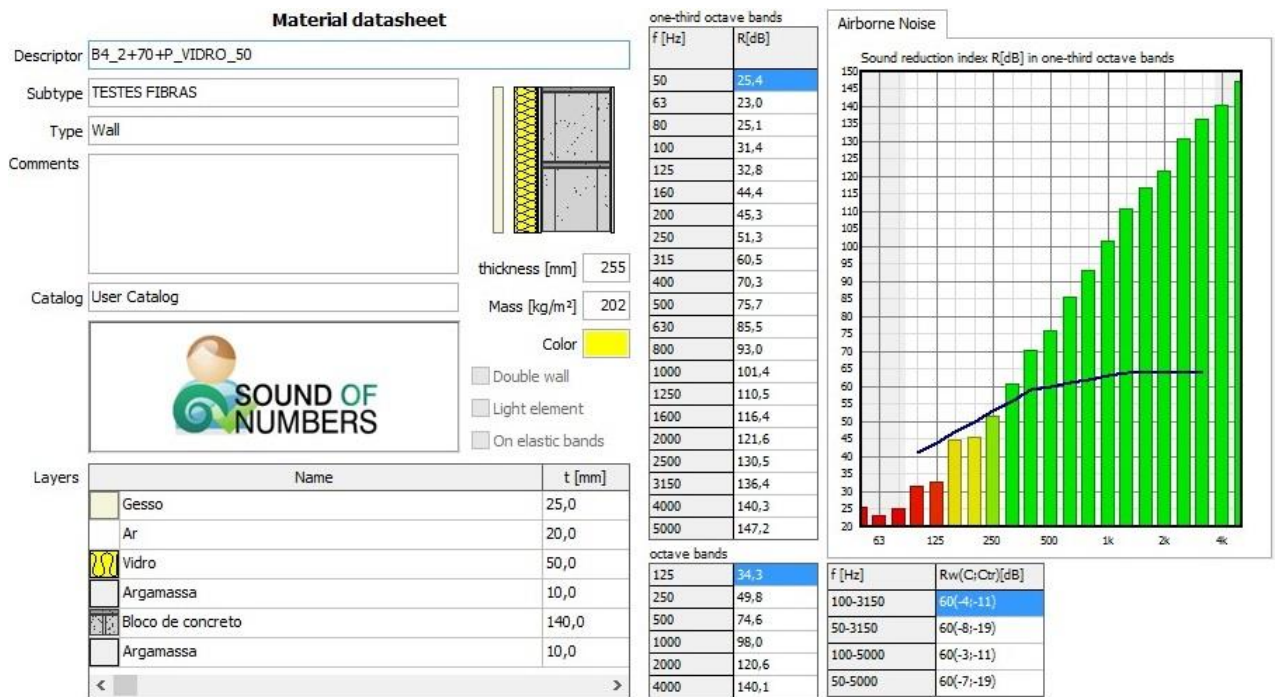 Material datasheet
Descriptor B4_2+70+P_VIDRO_50
Subtype TESTES FIBRAS
Type Wall
Comments
thickness [mm] 255
Catalog User Catalog
Mass [kg/m²] 202
Color
SOUND OF
NUMBERS
Double wall
Light element
On elastic bands
Layers
Name t [mm]
Gesso 25,0
Ar 20,0
Vidro 50,0
Argamassa 10,0
Bloco de concreto 140,0
Argamassa 10,0
one-third octave bands
f [Hz] R[dB]
50 25,4
63 23,0
80 25,1
100 31,4
125 32,8
160 44,4
200 45,3
250 51,3
315 60,5
400 70,3
500 75,7
630 85,5
800 93,0
1000 101,4
1250 110,5
1600 116,4
2000 121,6
2500 130,5
3150 136,4
4000 140,3
5000 147,2
octave bands
125 34,3
250 49,8
500 74,6
1000 98,0
2000 120,6
4000 140,1
Airborne Noise
Sound reduction index R[dB] in one-third octave bands
150
145
140
135
130
125
120
115
110
105
100
95
90
85
80
75
70
65
60
55
50
45
40
35
30
25
20
63 125 250 500 1k 2k 4k
f [Hz] Rw(C;Ctr)[dB]
100-3150 60(-4;-11)
50-3150 60(-8;-19)
100-5000 60(-3;-11)
50-5000 60(-7;-19)